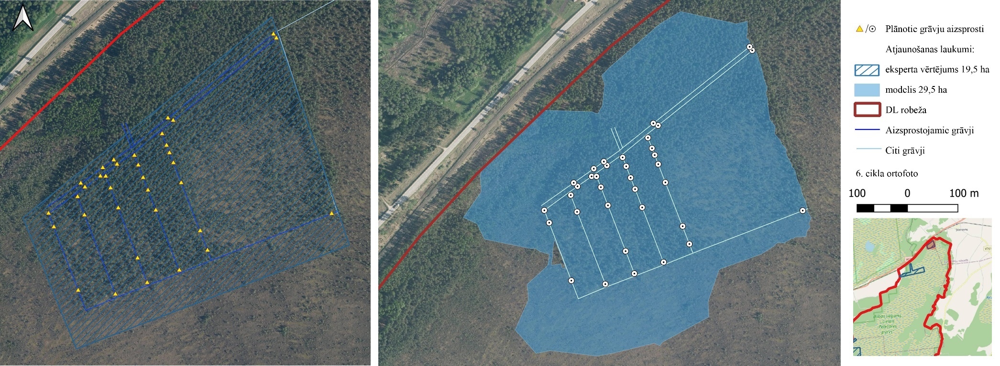 Plānotie grāvju aizsprosti
Atjaunošanas laukumi:
eksperta vērtējums 19,5 ha
modelis 29,5 ha
DL robeža
Aizsprostojamie grāvji
Citi grāvji
6. cikla ortofoto
100 0 100 m
Stirniene
V761
A12
dabas liegums
"Lielais
Pelečāres
purvs"